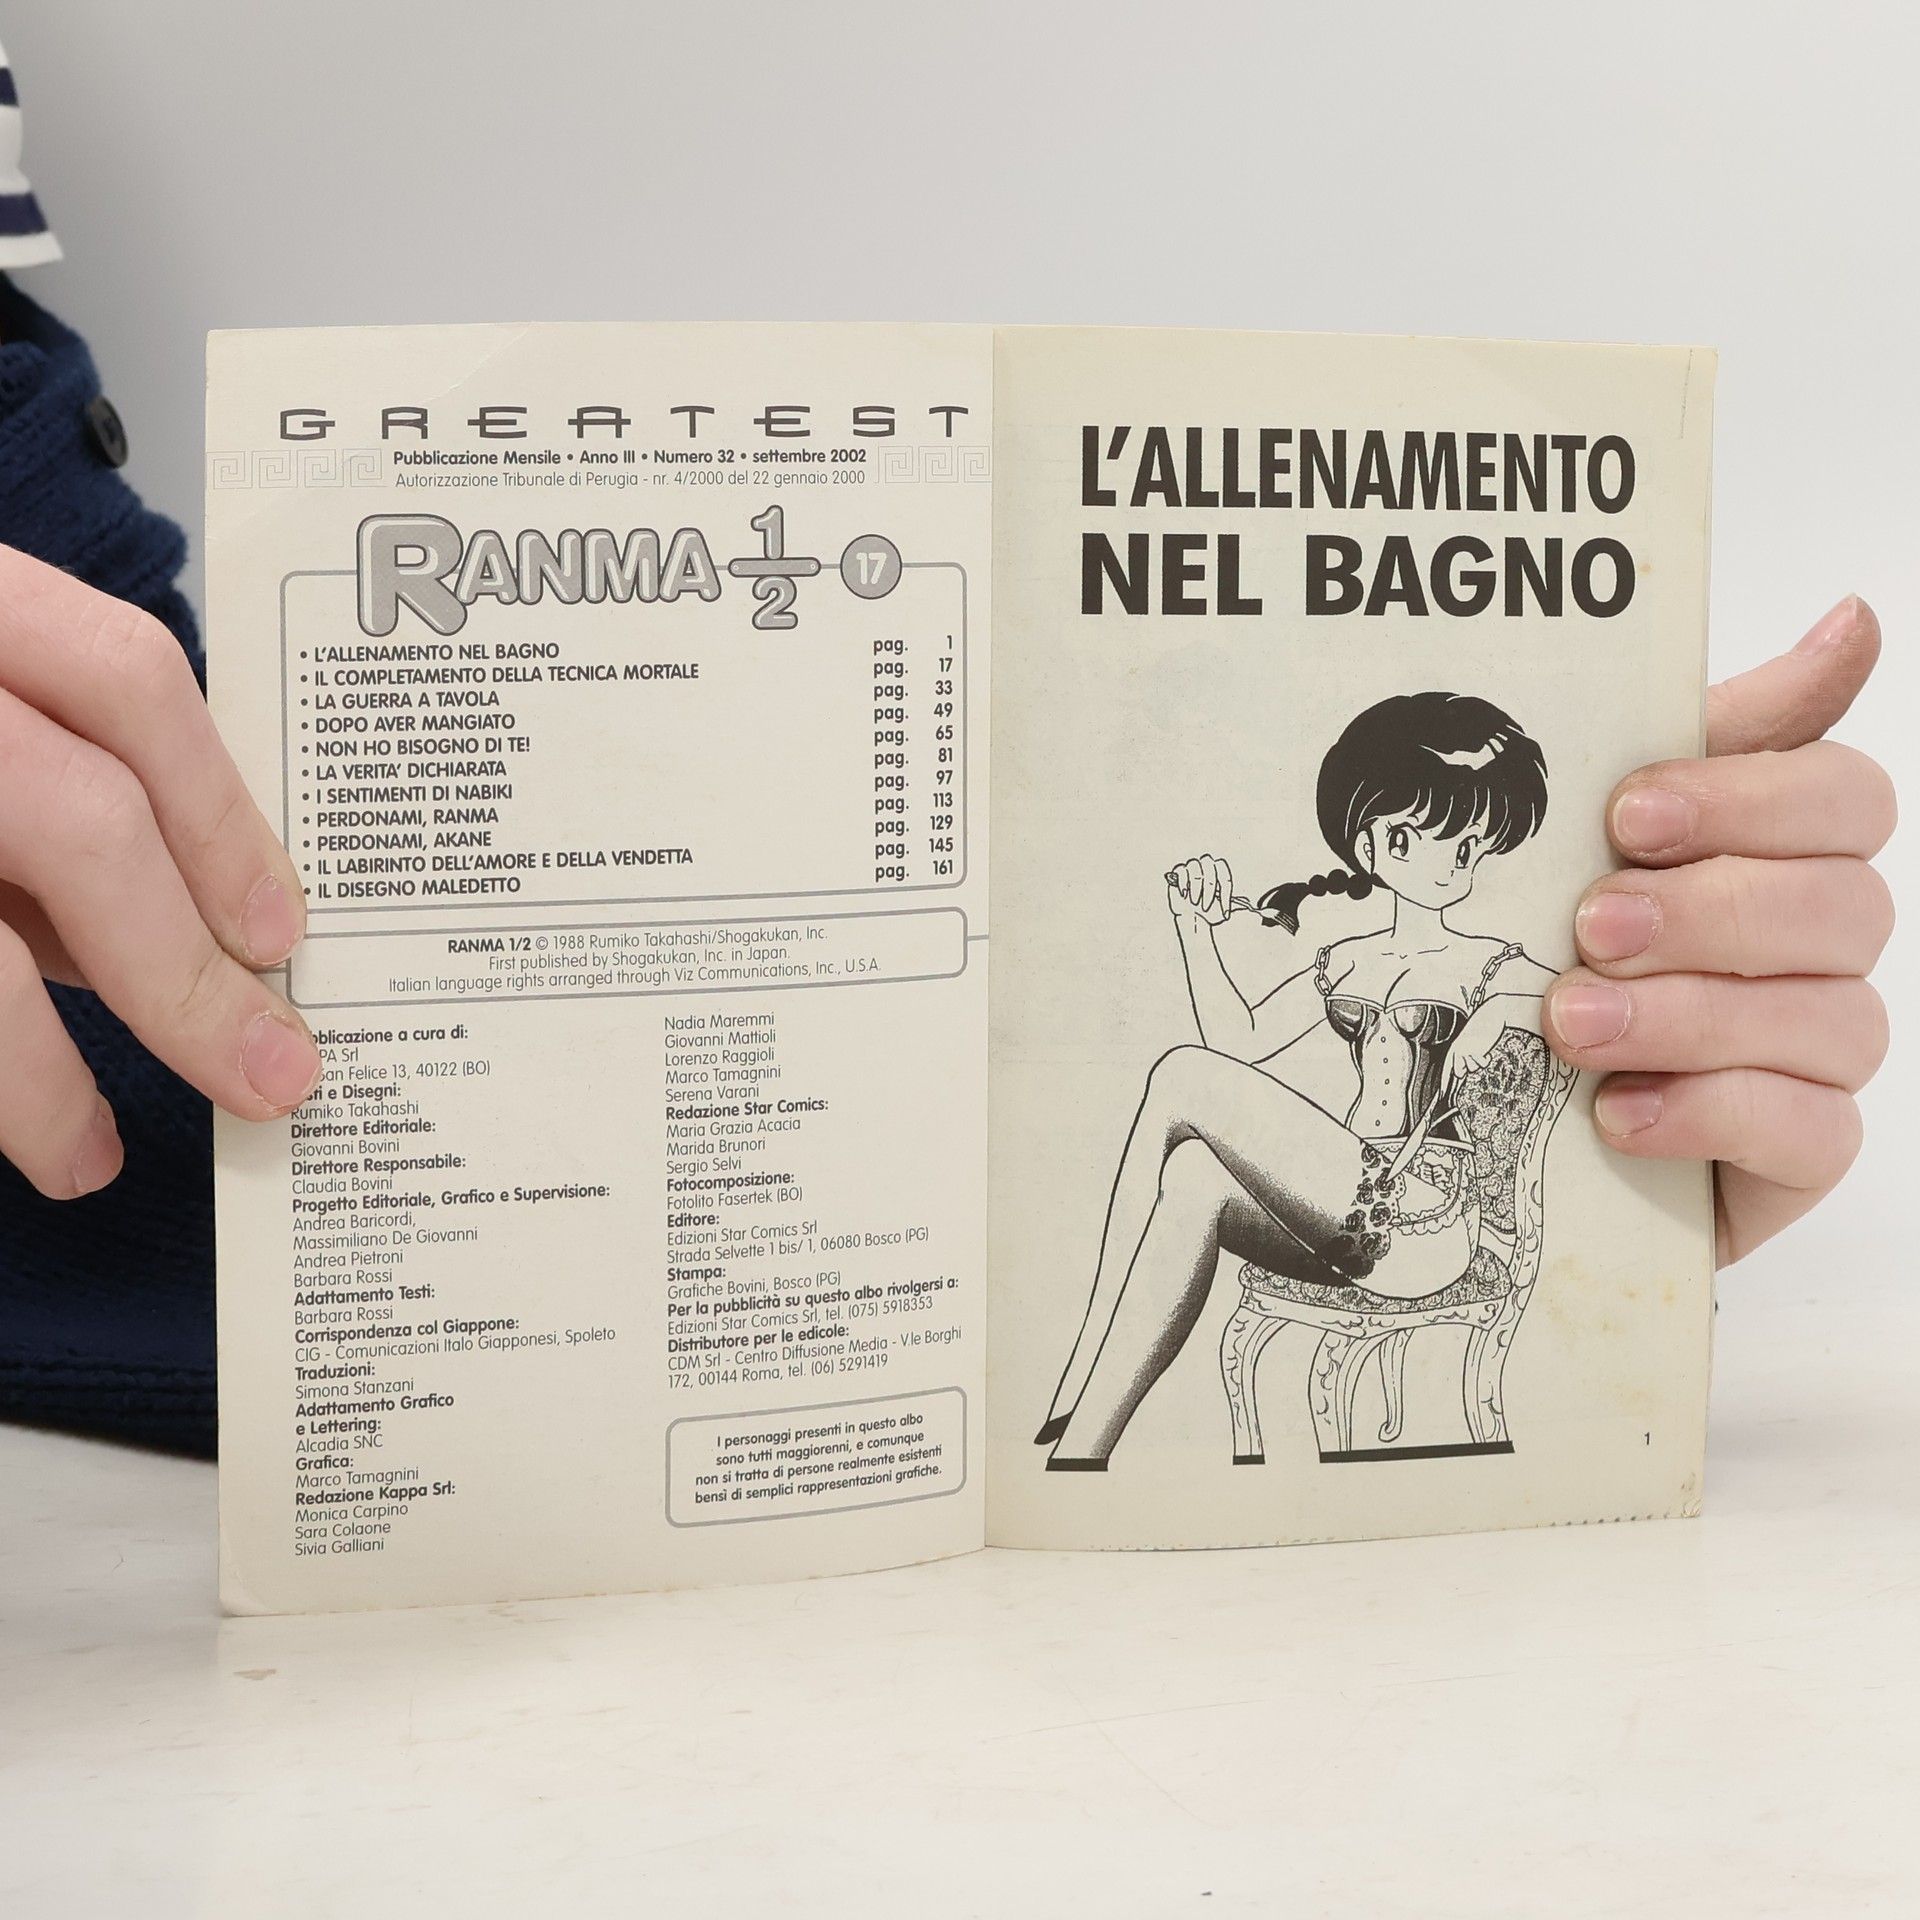 GREATEST
Pubblicazione Mensile • Anno III • Numero 32 • settembre 2002
Autorizzazione Tribunale di Perugia - nr. 4/2000 del 22 gennaio 2000
RANMA 1/2 17
• L'ALLENAMENTO NEL BAGNO pag. 1
• IL COMPLETAMENTO DELLA TECNICA MORTALE pag. 17
• LA GUERRA A TAVOLA pag. 33
• DOPO AVER MANGIATO pag. 49
• NON HO BISOGNO DI TE! pag. 65
• LA VERITA' DICHIARATA pag. 81
• I SENTIMENTI DI NABIKI pag. 97
• PERDONAMI, RANMA pag. 113
• PERDONAMI, AKANE pag. 129
• IL LABIRINTO DELL'AMORE E DELLA VENDETTA pag. 145
• IL DISEGNO MALEDETTO pag. 161
RANMA 1/2 © 1988 Rumiko Takahashi/Shogakukan, Inc.
First published by Shogakukan, Inc. in Japan.
Italian language rights arranged through Viz Communications, Inc., U.S.A.
a cura di:
Srl
Felice 13, 40122 (BO)
e Disegni:
Rumiko Takahashi
Direttore Editoriale:
Giovanni Bovini
Direttore Responsabile:
Claudia Bovini
Progetto Editoriale, Grafico e Supervisione:
Andrea Baricordi,
Massimiliano De Giovanni
Andrea Pietroni
Barbara Rossi
Adattamento Testi:
Barbara Rossi
Corrispondenza col Giappone:
CIG - Comunicazioni Italo Giapponesi, Spoleto
Traduzioni:
Simona Stanzani
Adattamento Grafico
e Lettering:
Alcadia SNC
Grafica:
Marco Tamagnini
Redazione Kappa Srl:
Monica Carpino
Sara Colaone
Sivia Galliani
Nadia Maremmi
Giovanni Mattioli
Lorenzo Raggioli
Marco Tamagnini
Serena Varani
Redazione Star Comics:
Maria Grazia Acacia
Marida Brunori
Sergio Selvi
Fotocomposizione:
Fotolito Fasertek (BO)
Editore:
Edizioni Star Comics Srl
Strada Selvette 1 bis/ 1, 06080 Bosco (PG)
Stampa:
Grafiche Bovini, Bosco (PG)
Per la pubblicità su questo albo rivolgersi a:
Edizioni Star Comics Srl, tel. (075) 5918353
Distributore per le edicole:
CDM Srl - Centro Diffusione Media - V.le Borghi
172, 00144 Roma, tel. (06) 5291419
I personaggi presenti in questo albo
sono tutti maggiorenni, e comunque
non si tratta di persone realmente esistenti
bensì di semplici rappresentazioni grafiche.
L'ALLENAMENTO
NEL BAGNO
1